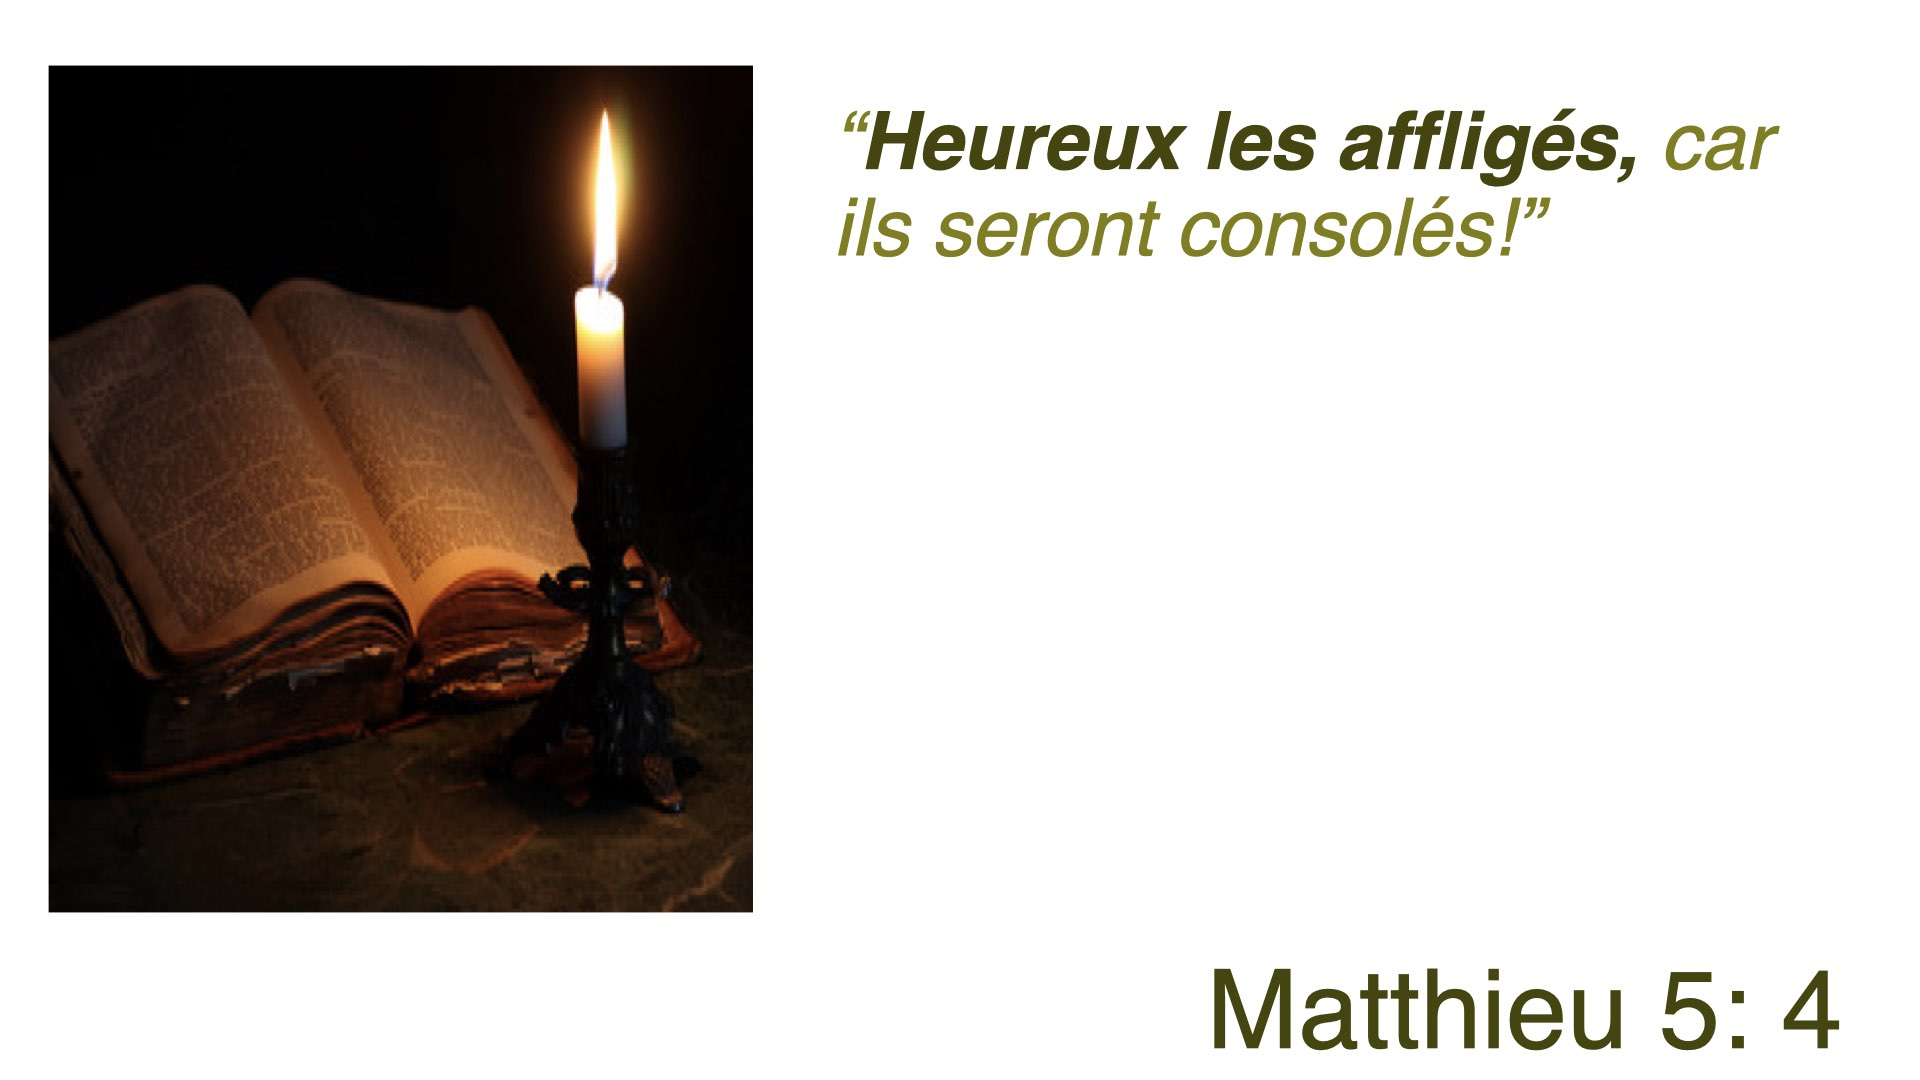 “Heureux les affligés, car
ils seront consolés!”
Matthieu 5: 4